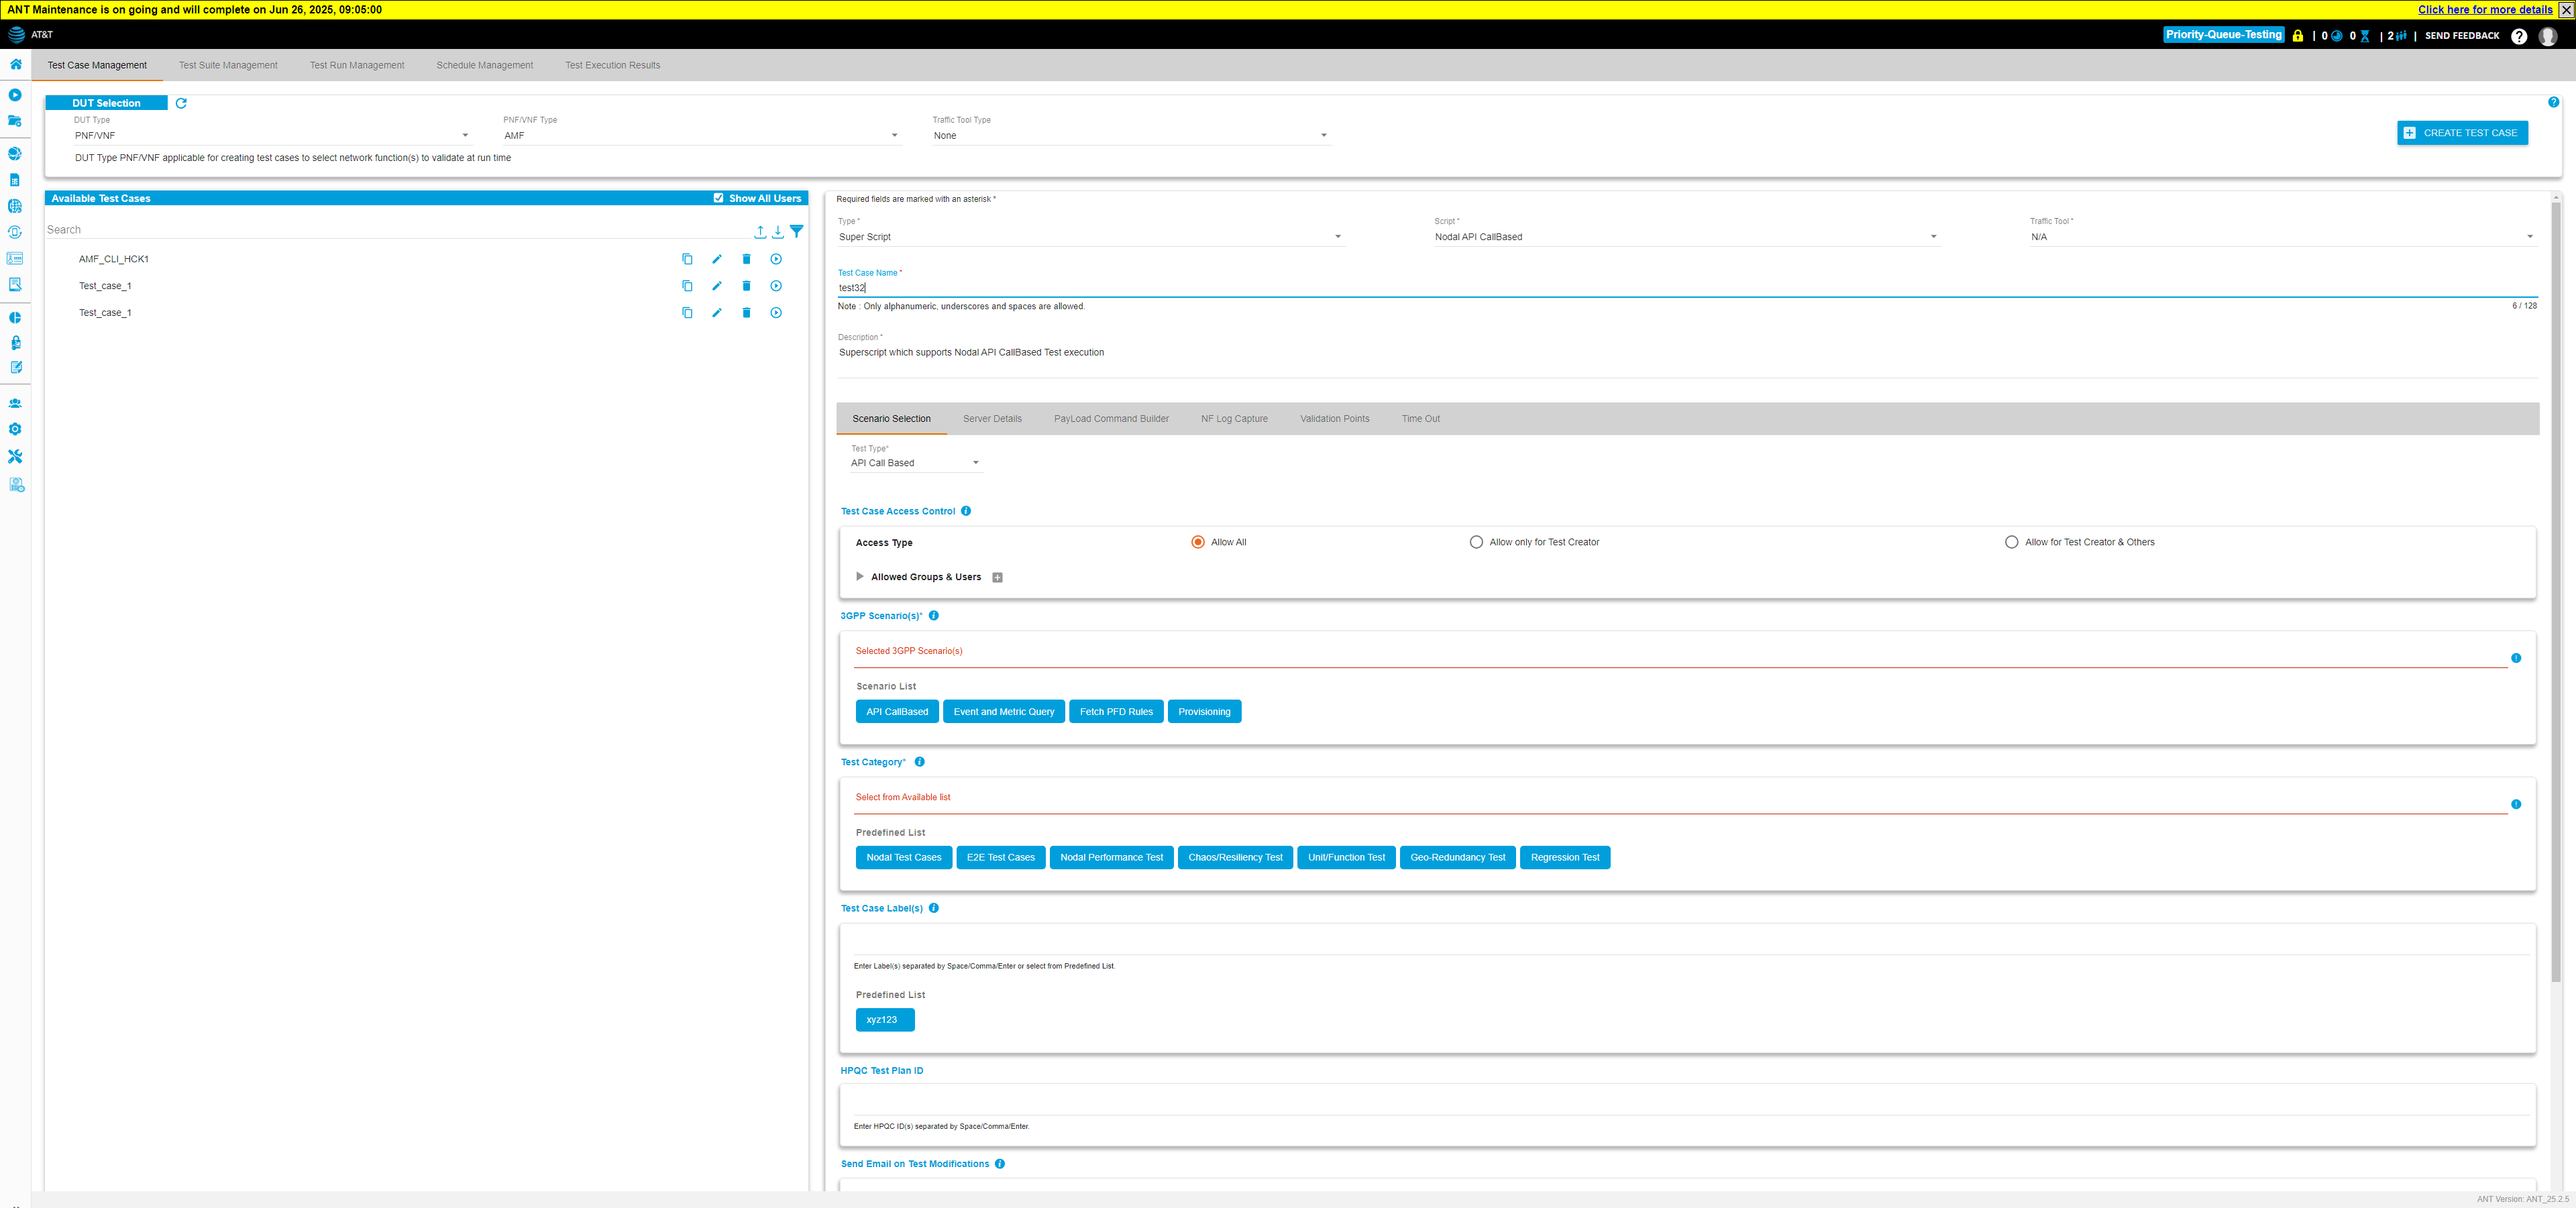 ANT Maintenance is on going and will complete on Jun 26, 2025, 09:05:00
Click here for more details
AT&T
Priority-Queue-Testing
| 0 0 | 2 | SEND FEEDBACK
Test Case Management Test Suite Management Test Run Management Schedule Management Test Execution Results
DUT Selection
DUT Type PNF/VNF Type Traffic Tool Type
PNF/VNF AMF None
CREATE TEST CASE
DUT Type PNF/VNF applicable for creating test cases to select network function(s) to validate at run time
Available Test Cases
Show All Users
Search
AMF_CLI_HCK1
Test_case_1
Test_case_1
Required fields are marked with an asterisk *
Type * Script * Traffic Tool *
Super Script Nodal API CallBased N/A
Test Case Name *
test32
Note : Only alphanumeric, underscores and spaces are allowed.
6 / 128
Description *
Superscript which supports Nodal API CallBased Test execution
Scenario Selection Server Details PayLoad Command Builder NF Log Capture Validation Points Time Out
Test Type*
API Call Based
Test Case Access Control
Access Type Allow All Allow only for Test Creator Allow for Test Creator & Others
Allowed Groups & Users
3GPP Scenario(s)*
Selected 3GPP Scenario(s)
Scenario List
API CallBased Event and Metric Query Fetch PFD Rules Provisioning
Test Category*
Select from Available list
Predefined List
Nodal Test Cases E2E Test Cases Nodal Performance Test Chaos/Resiliency Test Unit/Function Test Geo-Redundancy Test Regression Test
Test Case Label(s)
Enter Label(s) separated by Space/Comma/Enter or select from Predefined List.
Predefined List
xyz123
HPQC Test Plan ID
Enter HPQC ID(s) separated by Space/Comma/Enter.
Send Email on Test Modifications
ANT Version: ANT_25.2.5